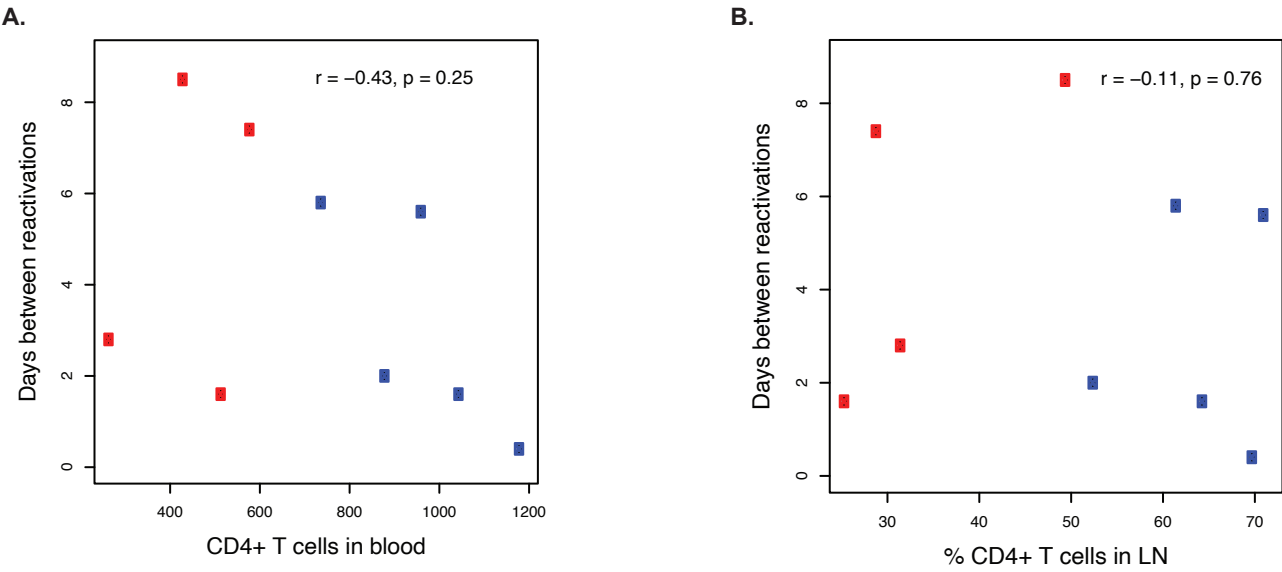 A.
r = −0.43, p = 0.25
Days between reactivations
8
6
4
2
0
400 600 800 1000 1200
CD4+ T cells in blood
B.
r = −0.11, p = 0.76
Days between reactivations
8
6
4
2
0
30 40 50 60 70
% CD4+ T cells in LN